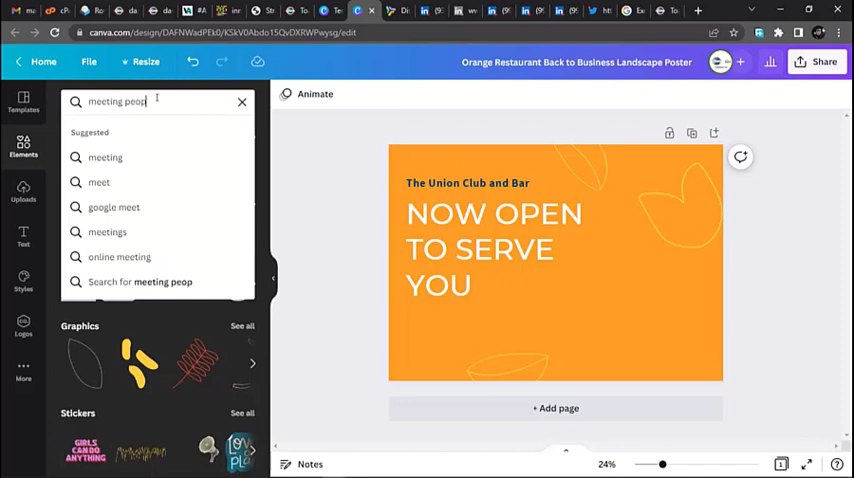 canva.com/design/DAFNWadPEk0/KSkV0Abdo15QvDXRWPwysg/edit
Home
File
Resize
Orange Restaurant Back to Business Landscape Poster
Share
Templates
Elements
Uploads
Text
Styles
Logos
More
meeting peop
Suggested
meeting
meet
google meet
meetings
online meeting
Search for meeting peop
Graphics
See all
Stickers
See all
GIRLS
CAN DO
ANYTHING
Animate
The Union Club and Bar
NOW OPEN
TO SERVE
YOU
+ Add page
Notes
24%
1